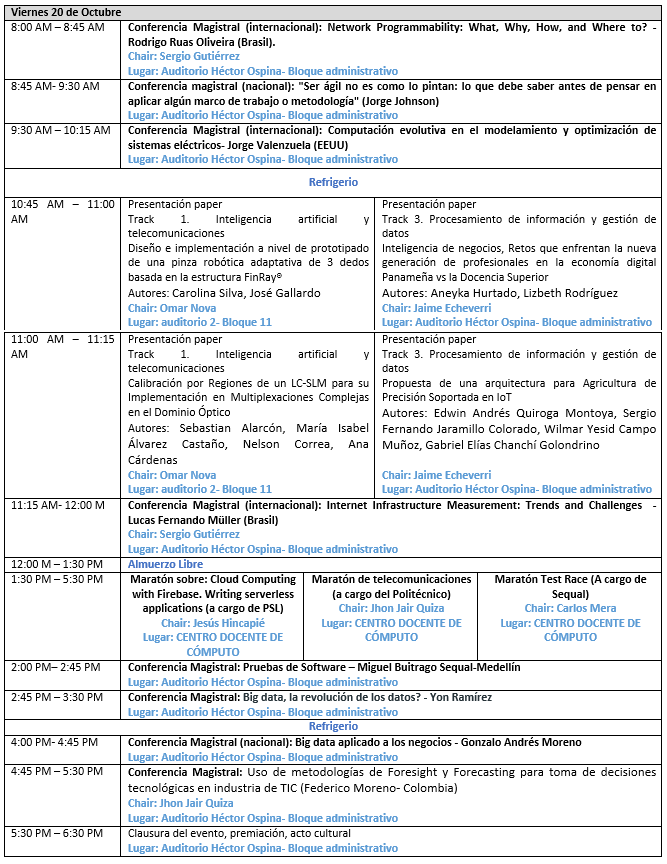 Viernes 20 de Octubre
8:00 AM – 8:45 AM
Conferencia Magistral (internacional): Network Programmability: What, Why, How, and Where to? -
Rodrigo Ruas Oliveira (Brasil).
Chair: Sergio Gutiérrez
Lugar: Auditorio Héctor Ospina- Bloque administrativo
8:45 AM- 9:30 AM
Conferencia magistral (nacional): "Ser ágil no es como lo pintan: lo que debe saber antes de pensar en
aplicar algún marco de trabajo o metodología" (Jorge Johnson)
Lugar: Auditorio Héctor Ospina- Bloque administrativo
9:30 AM – 10:15 AM
Conferencia Magistral (internacional): Computación evolutiva en el modelamiento y optimización de
sistemas eléctricos- Jorge Valenzuela (EEUU)
Lugar: Auditorio Héctor Ospina- Bloque administrativo
Refrigerio
10:45 AM – 11:00
AM
Presentación paper
Track 1. Inteligencia artificial y
telecomunicaciones
Diseño e implementación a nivel de prototipado
de una pinza robótica adaptativa de 3 dedos
basada en la estructura FinRay®
Autores: Carolina Silva, José Gallardo
Chair: Omar Nova
Lugar: auditorio 2- Bloque 11
Presentación paper
Track 3. Procesamiento de información y gestión de
datos
Inteligencia de negocios, Retos que enfrentan la nueva
generación de profesionales en la economía digital
Panameña vs la Docencia Superior
Autores: Aneyka Hurtado, Lizbeth Rodríguez
Chair: Jaime Echeverri
Lugar: Auditorio Héctor Ospina- Bloque administrativo
11:00 AM – 11:15
AM
Presentación paper
Track 1. Inteligencia artificial y
telecomunicaciones
Calibración por Regiones de un LC-SLM para su
Implementación en Multiplexaciones Complejas
en el Dominio Óptico
Autores: Sebastian Alarcón, María Isabel
Álvarez Castaño, Nelson Correa, Ana
Cárdenas
Chair: Omar Nova
Lugar: auditorio 2- Bloque 11
Presentación paper
Track 3. Procesamiento de información y gestión de
datos
Propuesta de una arquitectura para Agricultura de
Precisión Soportada en IoT
Autores: Edwin Andrés Quiroga Montoya, Sergio
Fernando Jaramillo Colorado, Wilmar Yesid Campo
Muñoz, Gabriel Elías Chanchí Golondrino
Chair: Jaime Echeverri
Lugar: Auditorio Héctor Ospina- Bloque administrativo
11:15 AM- 12:00 M
Conferencia Magistral (internacional): Internet Infrastructure Measurement: Trends and Challenges -
Lucas Fernando Müller (Brasil)
Chair: Sergio Gutiérrez
Lugar: Auditorio Héctor Ospina- Bloque administrativo
12:00 M – 1:30 PM
Almuerzo Libre
1:30 PM – 5:30 PM
Maratón sobre: Cloud Computing
with Firebase. Writing serverless
applications (a cargo de PSL)
Chair: Jesús Hincapié
Lugar: CENTRO DOCENTE DE
CÓMPUTO
Maratón de telecomunicaciones
(a cargo del Politécnico)
Chair: Jhon Jair Quiza
Lugar: CENTRO DOCENTE DE
CÓMPUTO
Maratón Test Race (A cargo de
Sequal)
Chair: Carlos Mera
Lugar: CENTRO DOCENTE DE
CÓMPUTO
2:00 PM– 2:45 PM
Conferencia Magistral: Pruebas de Software – Miguel Buitrago Sequal-Medellín
Lugar: Auditorio Héctor Ospina- Bloque administrativo
2:45 PM – 3:30 PM
Conferencia Magistral: Big data, la revolución de los datos? - Yon Ramírez
Lugar: Auditorio Héctor Ospina- Bloque administrativo
Refrigerio
4:00 PM- 4:45 PM
Conferencia Magistral (nacional): Big data aplicado a los negocios - Gonzalo Andrés Moreno
Lugar: Auditorio Héctor Ospina- Bloque administrativo
4:45 PM – 5:30 PM
Conferencia Magistral: Uso de metodologías de Foresight y Forecasting para toma de decisiones
tecnológicas en industria de TIC (Federico Moreno- Colombia)
Chair: Jhon Jair Quiza
Lugar: Auditorio Héctor Ospina- Bloque administrativo
5:30 PM – 6:30 PM
Clausura del evento, premiación, acto cultural
Lugar: Auditorio Héctor Ospina- Bloque administrativo